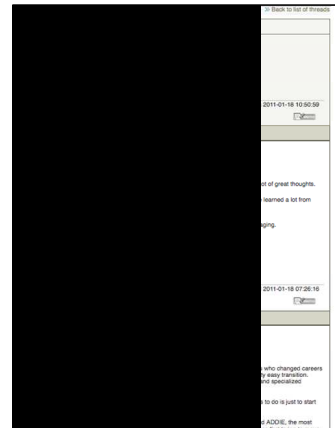 Back to list of threads
2011-01-18 10:50:59
ot of great thoughts.
learned a lot from
aging.
2011-01-18 07:26:16
who changed careers
ty easy transition.
and specialized
s to do is just to start
d ADDIE, the most